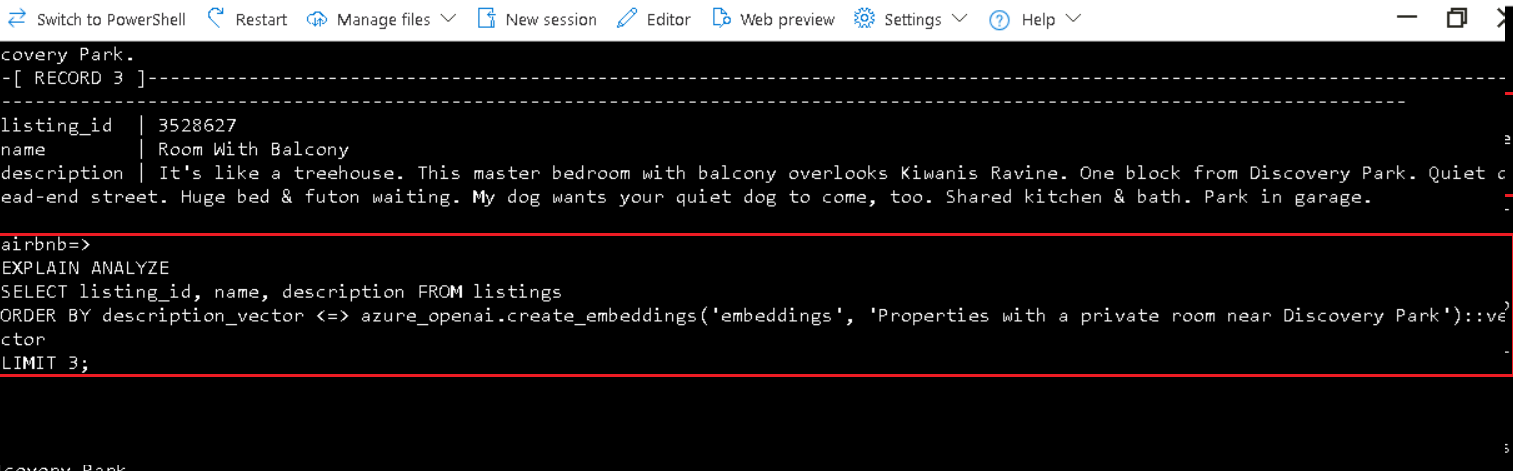 Switch to PowerShell Restart Manage files New session Editor Web preview Settings Help
covery Park.
-[ RECORD 3 ]--------------------------------------------------------------------------------------------------------------------------------------------------------
------------------------------------------------------------------------------------------------------------------------------------------------------------
listing_id | 3528627
name | Room With Balcony
description | It's like a treehouse. This master bedroom with balcony overlooks Kiwanis Ravine. One block from Discovery Park. Quiet d
ead-end street. Huge bed & futon waiting. My dog wants your quiet dog to come, too. Shared kitchen & bath. Park in garage.
airbnb=>
EXPLAIN ANALYZE
SELECT listing_id, name, description FROM listings
ORDER BY description_vector <=> azure_openai.create_embeddings('embeddings', 'Properties with a private room near Discovery Park')::ve
ctor
LIMIT 3;